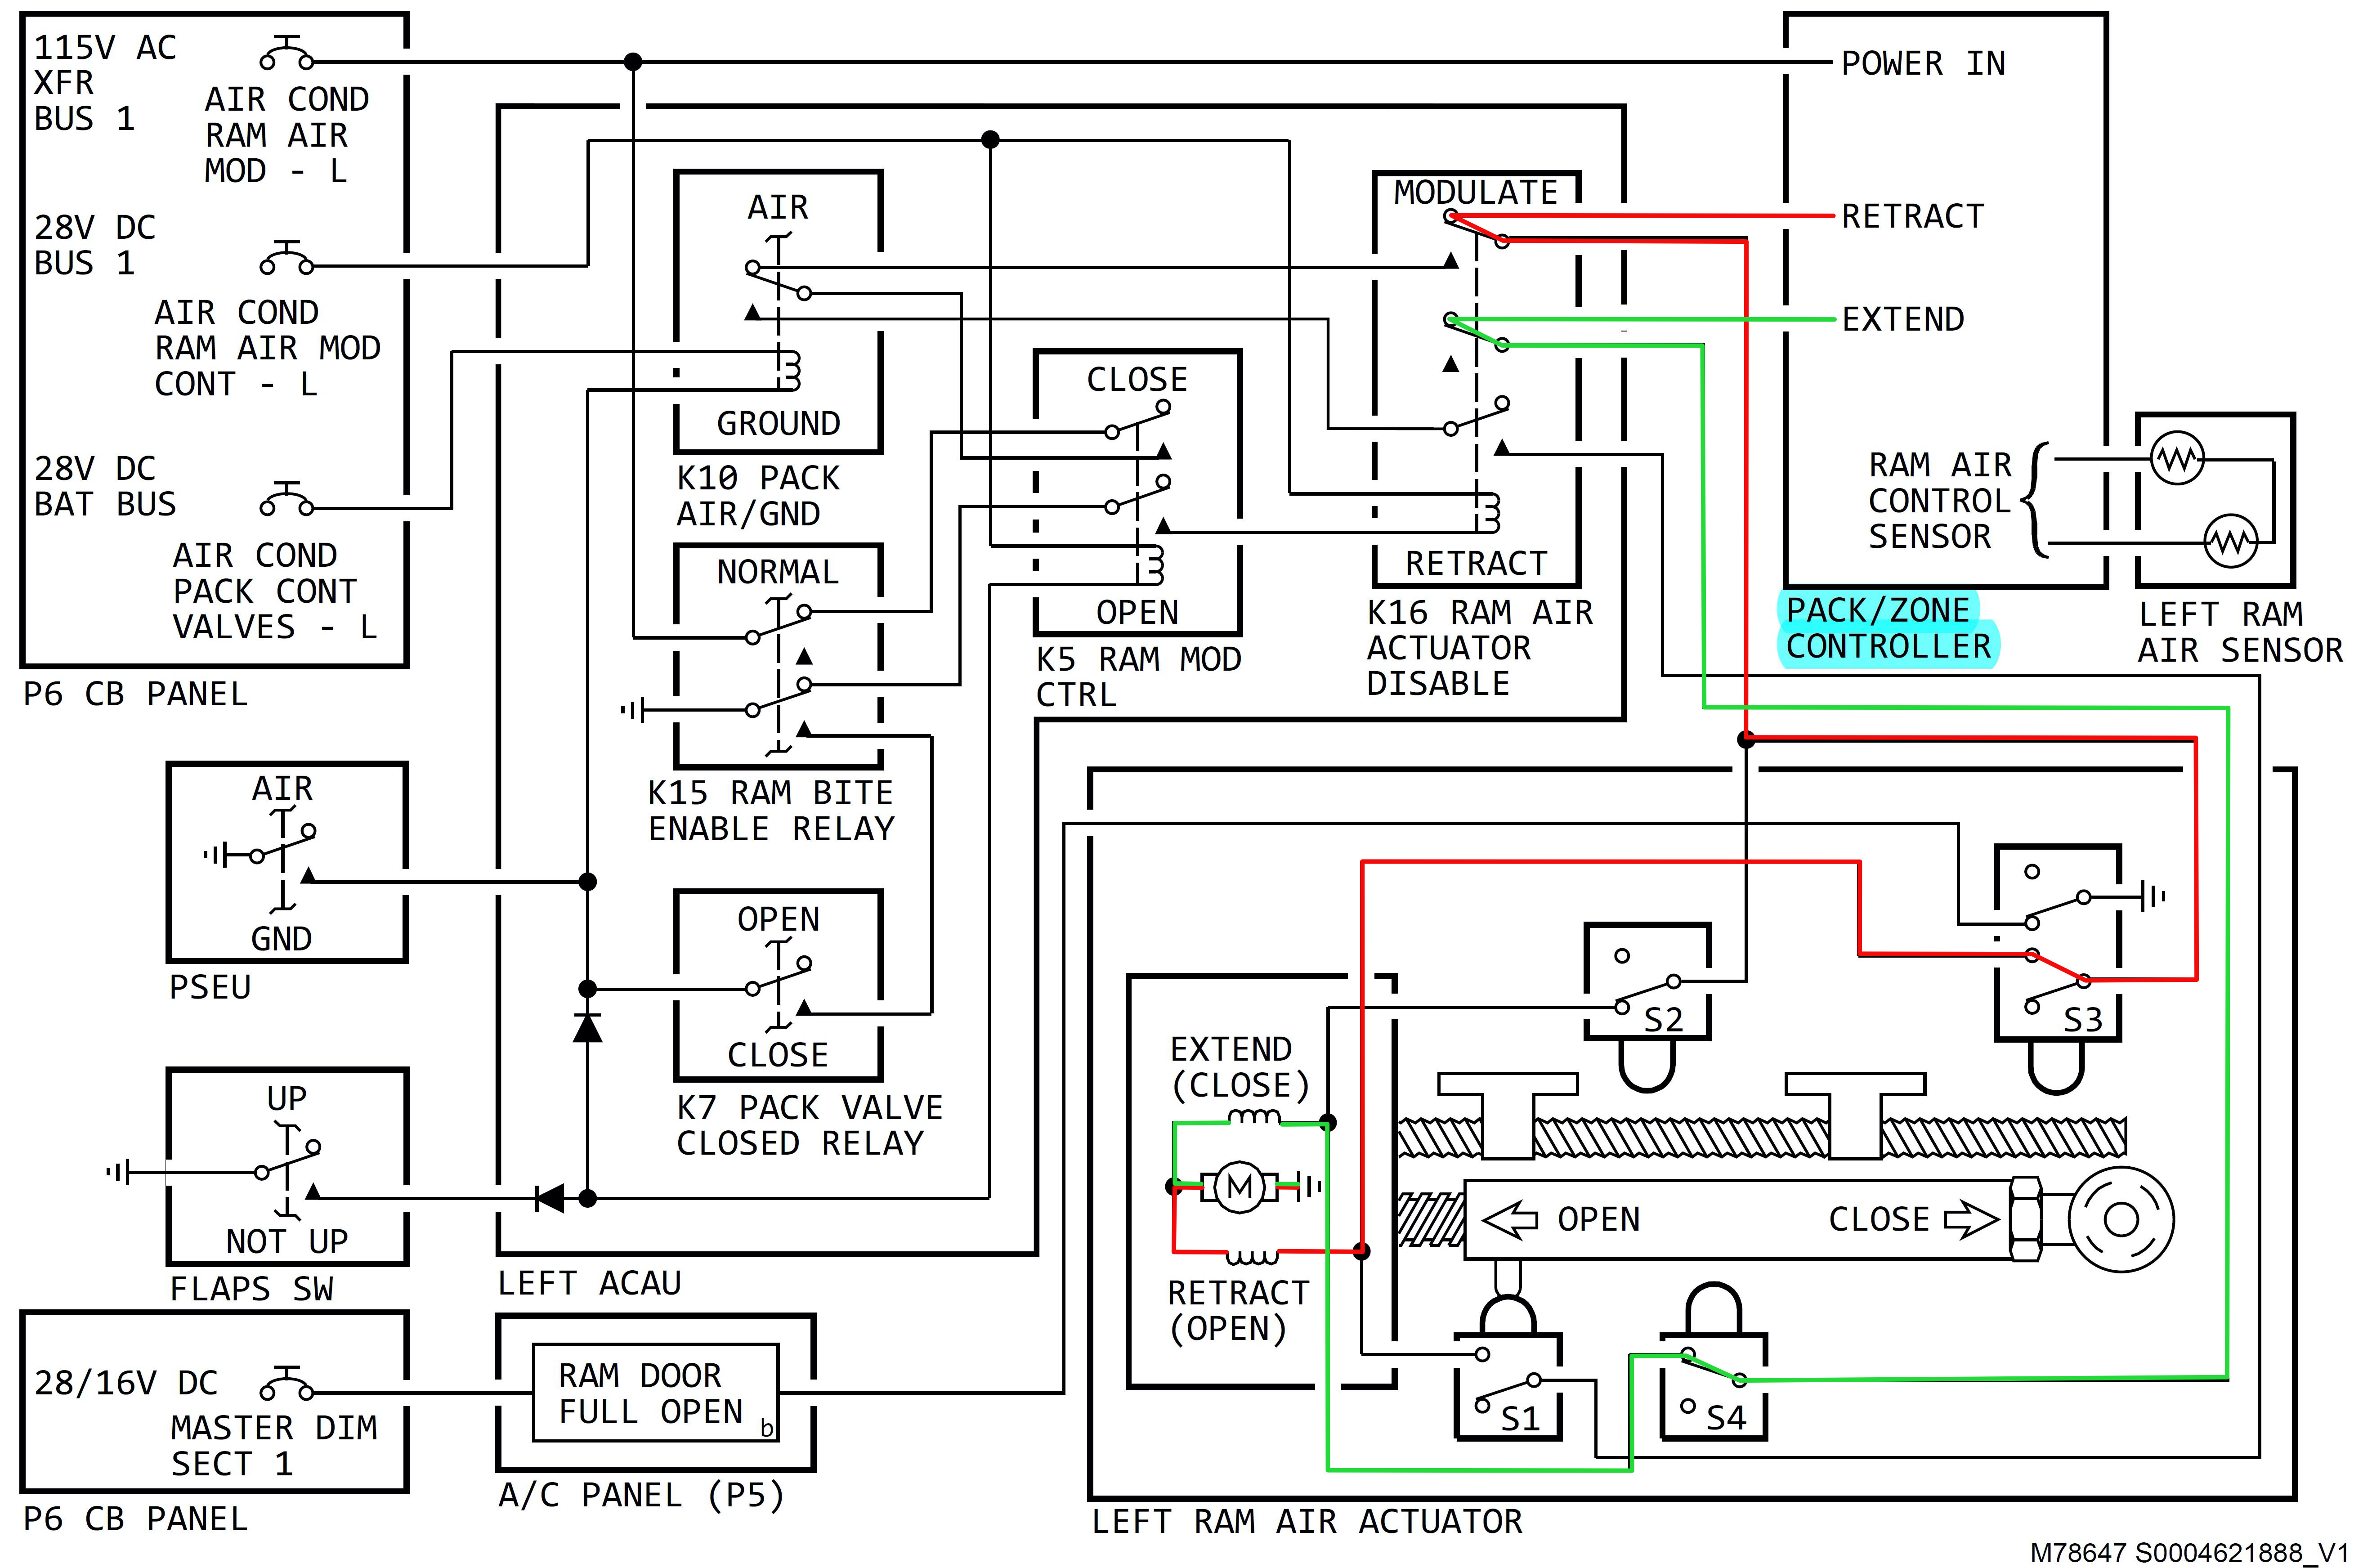 115V AC
XFR
BUS 1
AIR COND
RAM AIR
MOD - L
28V DC
BUS 1
AIR COND
RAM AIR MOD
CONT - L
28V DC
BAT BUS
AIR COND
PACK CONT
VALVES - L
P6 CB PANEL
AIR
GND
PSEU
UP
NOT UP
FLAPS SW
28/16V DC
MASTER DIM
SECT 1
P6 CB PANEL
AIR
GROUND
K10 PACK
AIR/GND
NORMAL
K15 RAM BITE
ENABLE RELAY
OPEN
CLOSE
K7 PACK VALVE
CLOSED RELAY
LEFT ACAU
RAM DOOR
FULL OPEN
b
A/C PANEL (P5)
CLOSE
OPEN
K5 RAM MOD
CTRL
MODULATE
RETRACT
K16 RAM AIR
ACTUATOR
DISABLE
POWER IN
RETRACT
EXTEND
RAM AIR
CONTROL
SENSOR
PACK/ZONE
CONTROLLER
LEFT RAM
AIR SENSOR
EXTEND
(CLOSE)
M
RETRACT
(OPEN)
S2
S3
OPEN
CLOSE
S1
S4
LEFT RAM AIR ACTUATOR
M78647 S0004621888_V1